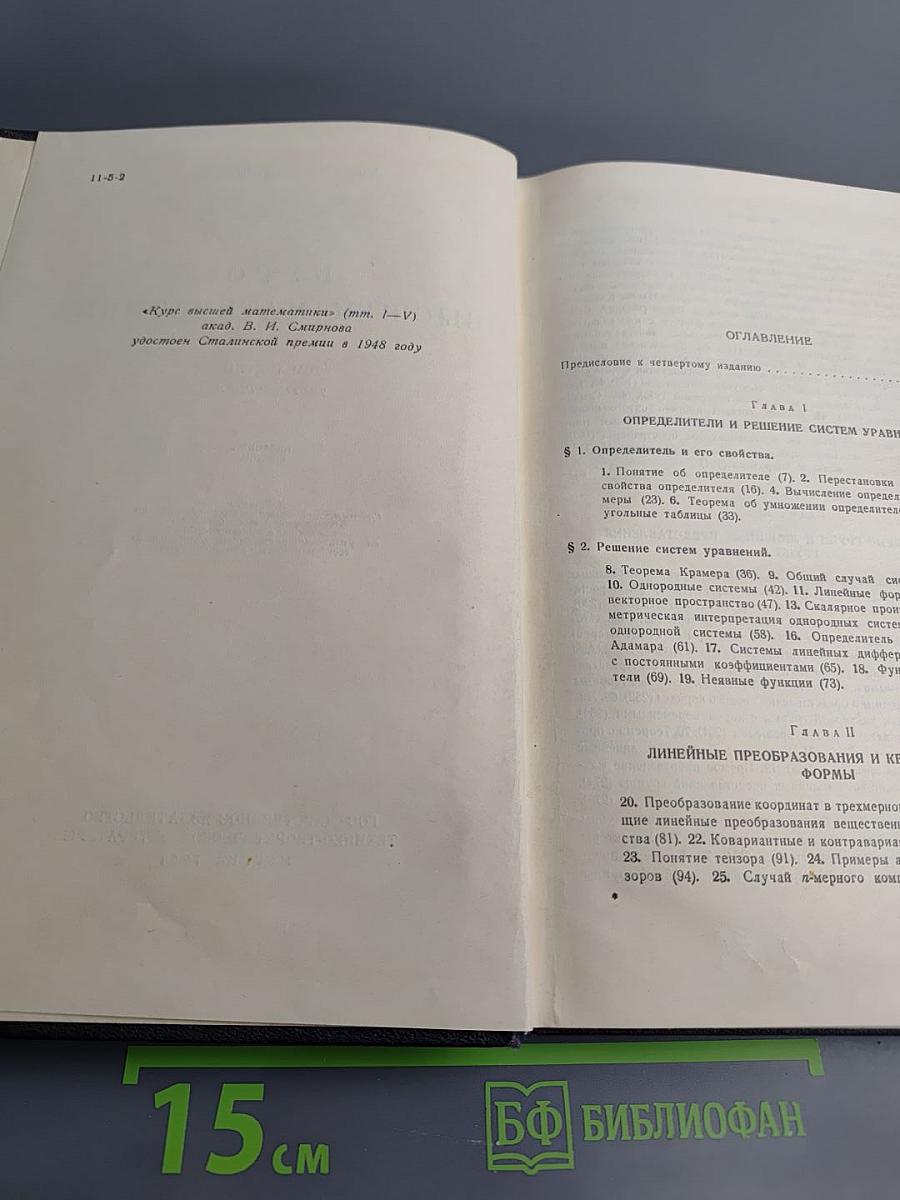 11-5-2
«Курс высшей математики» (тт. I—V)
акад. В. И. Смирнова
удостоен Сталинской премии в 1948 году
ОГЛАВЛЕНИЕ
Предисловие к четвертому изданию . . . . . . . . . . . . . . .
Глава I
ОПРЕДЕЛИТЕЛИ И РЕШЕНИЕ СИСТЕМ УРАВН
§ 1. Определитель и его свойства.
1. Понятие об определителе (7). 2. Перестановки
свойства определителя (16). 4. Вычисление определ
меры (23). 6. Теорема об умножении определителе
угольные таблицы (33).
§ 2. Решение систем уравнений.
8. Теорема Крамера (36). 9. Общий случай сис
10. Однородные системы (42). 11. Линейные фор
векторное пространство (47). 13. Скалярное прои
метрическая интерпретация однородных систем
однородной системы (58). 16. Определитель
Адамара (61). 17. Системы линейных диффер
с постоянными коэффициентами (65). 18. Фун
тели (69). 19. Неявные функции (73).
Глава II
ЛИНЕЙНЫЕ ПРЕОБРАЗОВАНИЯ И КВ
ФОРМЫ
20. Преобразование координат в трехмерно
щие линейные преобразования вещественн
ства (81). 22. Ковариантные и контравариа
23. Понятие тензора (91). 24. Примеры а
зоров (94). 25. Случай n-мерного комп
15 см
БФ БИБЛИОФАН